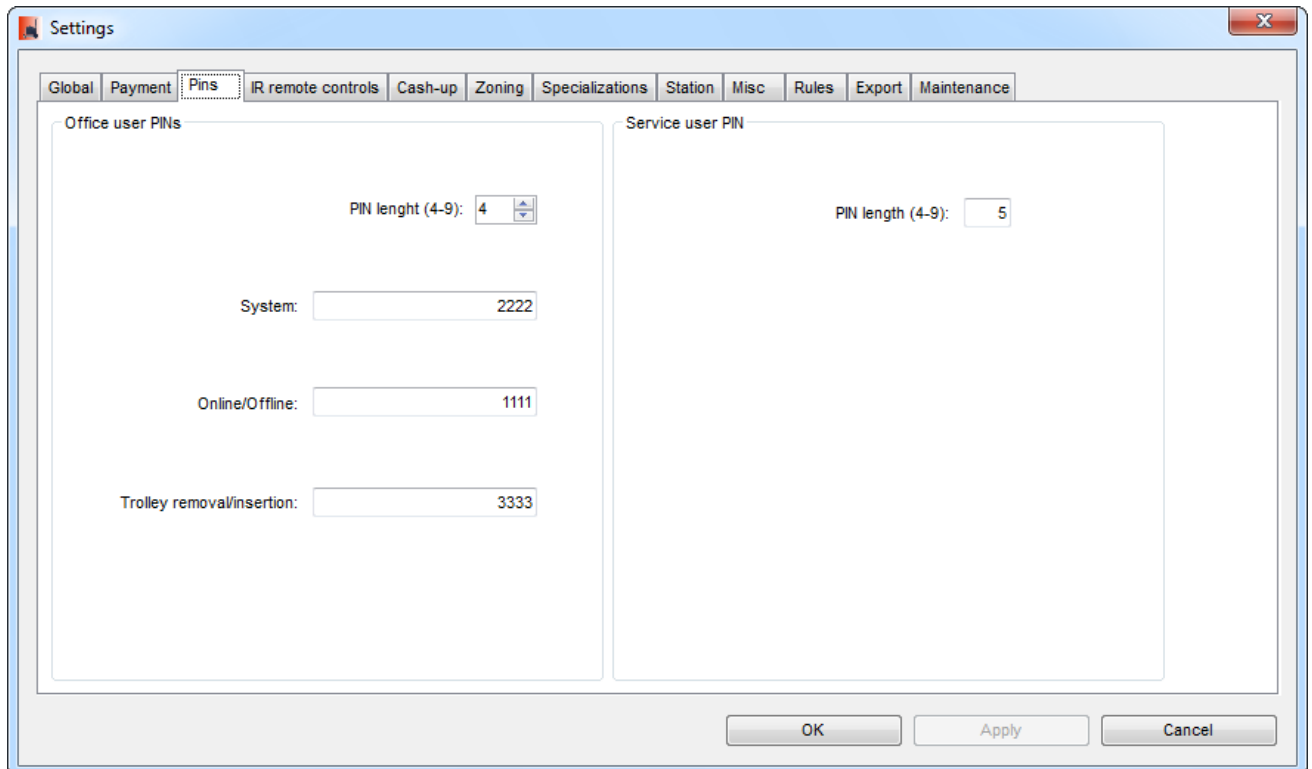 Settings
Global Payment Pins IR remote controls Cash-up Zoning Specializations Station Misc Rules Export Maintenance
Office user PINs
PIN lenght (4-9): 4
System: 2222
Online/Offline: 1111
Trolley removal/insertion: 3333
Service user PIN
PIN length (4-9): 5
OK Apply Cancel